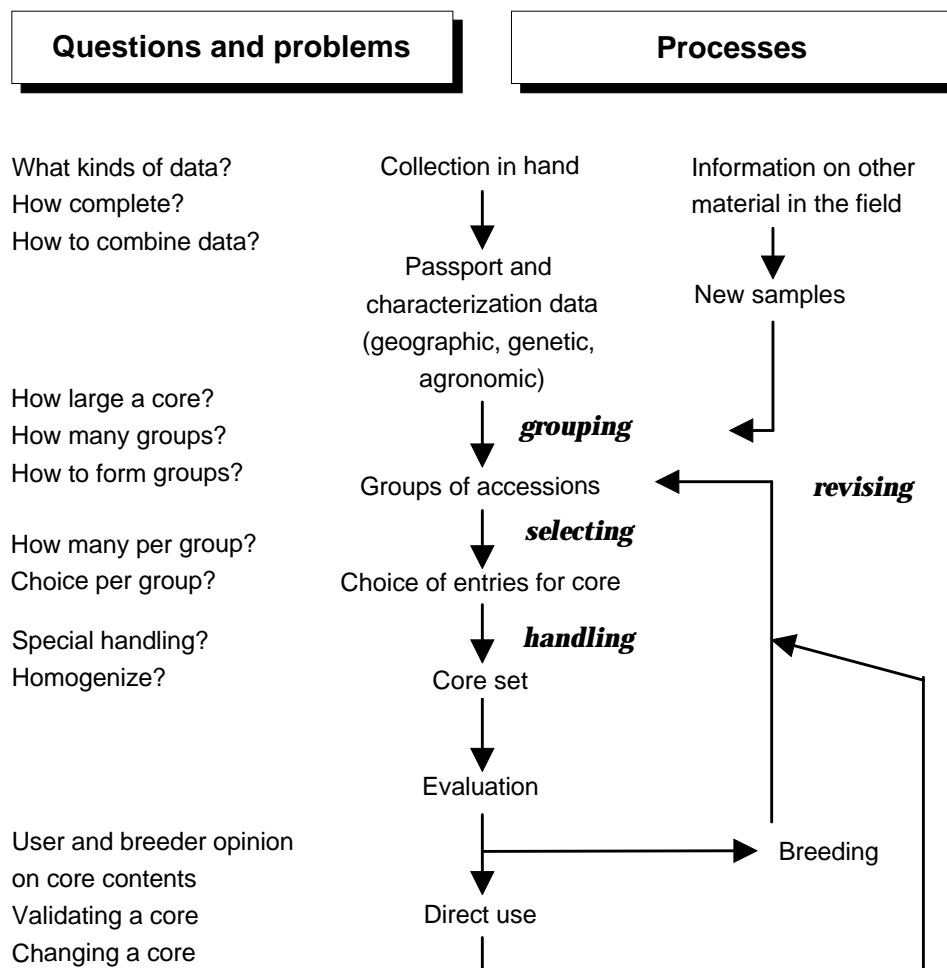 Questions and problems
Processes
What kinds of data?
How complete?
How to combine data?
Collection in hand
Information on other
material in the field
Passport and
characterization data
(geographic, genetic,
agronomic)
New samples
How large a core?
How many groups?
How to form groups?
grouping
Groups of accessions
revising
selecting
How many per group?
Choice per group?
Choice of entries for core
handling
Special handling?
Homogenize?
Core set
Evaluation
User and breeder opinion
on core contents
Validating a core
Changing a core
Breeding
Direct use